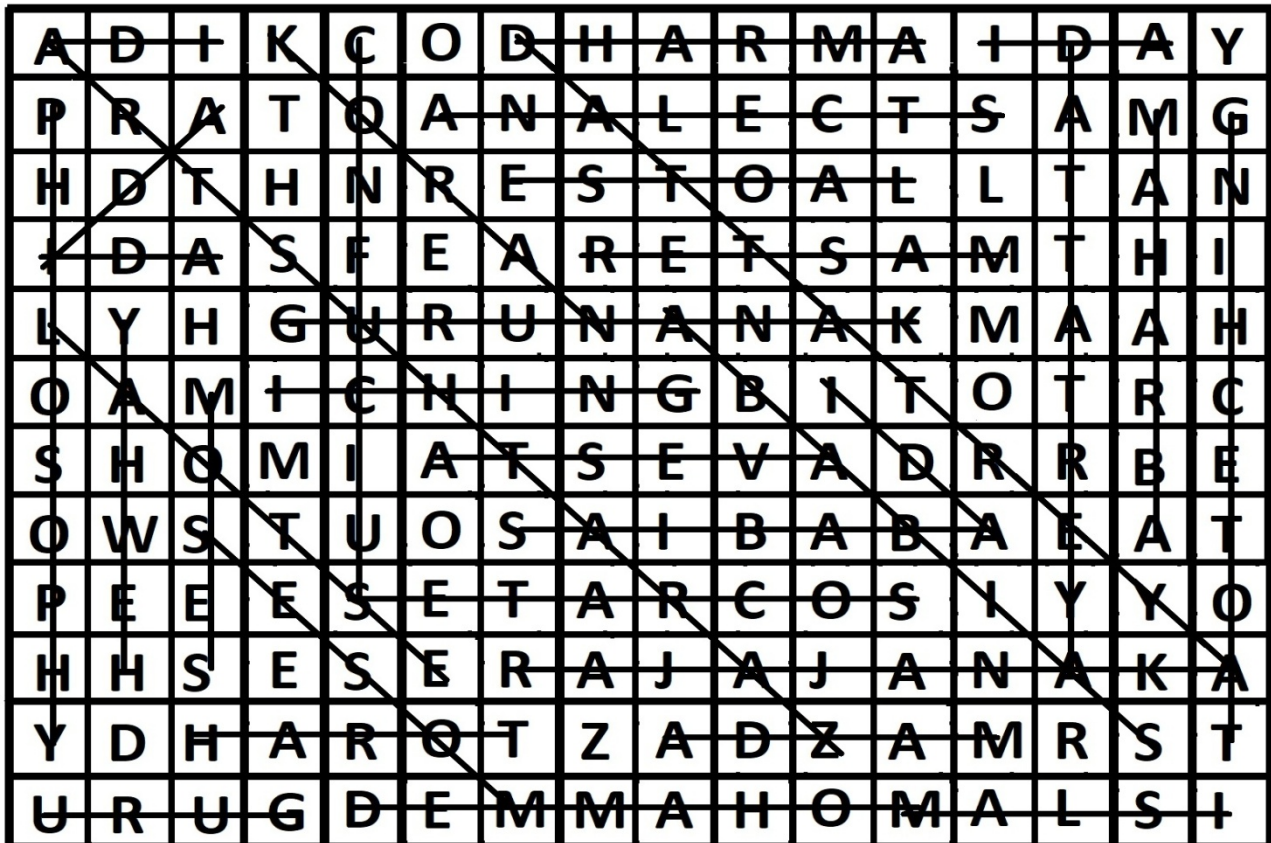 A D I K C O D H A R M A I D A Y
P R A T O A N A L E C T S A M G
H D T H N R E S T O A L L T A N
I D A S F E A R E T S A M T H I
L Y H G U R U N A N A K M A A H
O A M I C H I N G B I T O T R C
S H O M I A T S E V A D R R B E
O W S T U O S A I B A B A E A T
P E E E S E T A R C O S I Y Y O
H H S E S E R A J A J A N A K A
Y D H A R O T Z A D Z A M R S T
U R U G D E M M A H O M A L S I